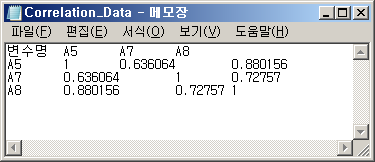 Correlation_Data - 메모장
파일(F) 편집(E) 서식(O) 보기(V) 도움말(H)
변수명 A5 A7 A8
A5 1 0.636064 0.880156
A7 0.636064 1 0.72757
A8 0.880156 0.72757 1